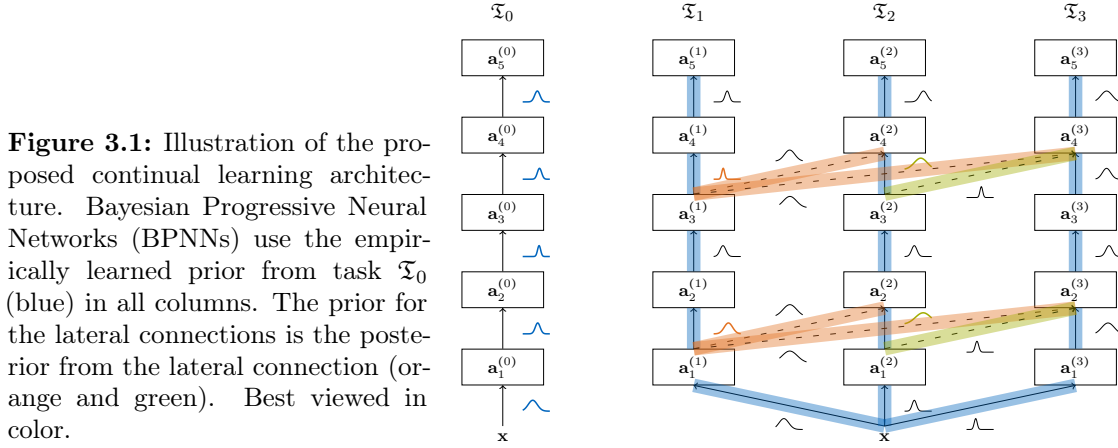 𝔗₀ 𝔗₁ 𝔗₂ 𝔗₃
a₅⁽⁰⁾ a₅⁽¹⁾ a₅⁽²⁾ a₅⁽³⁾
a₄⁽⁰⁾ a₄⁽¹⁾ a₄⁽²⁾ a₄⁽³⁾
a₃⁽⁰⁾ a₃⁽¹⁾ a₃⁽²⁾ a₃⁽³⁾
a₂⁽⁰⁾ a₂⁽¹⁾ a₂⁽²⁾ a₂⁽³⁾
a₁⁽⁰⁾ a₁⁽¹⁾ a₁⁽²⁾ a₁⁽³⁾
x x
Figure 3.1: Illustration of the pro-
posed continual learning architec-
ture. Bayesian Progressive Neural
Networks (BPNNs) use the empir-
ically learned prior from task 𝔗₀
(blue) in all columns. The prior for
the lateral connections is the poste-
rior from the lateral connection (or-
ange and green). Best viewed in
color.